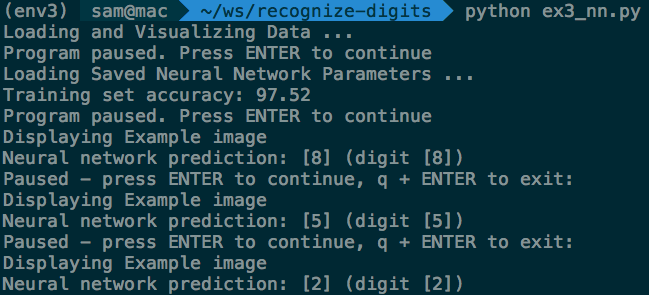 (env3) sam@mac ~/ws/recognize-digits python ex3_nn.py
Loading and Visualizing Data ...
Program paused. Press ENTER to continue
Loading Saved Neural Network Parameters ...
Training set accuracy: 97.52
Program paused. Press ENTER to continue
Displaying Example image
Neural network prediction: [8] (digit [8])
Paused – press ENTER to continue, q + ENTER to exit:
Displaying Example image
Neural network prediction: [5] (digit [5])
Paused – press ENTER to continue, q + ENTER to exit:
Displaying Example image
Neural network prediction: [2] (digit [2])